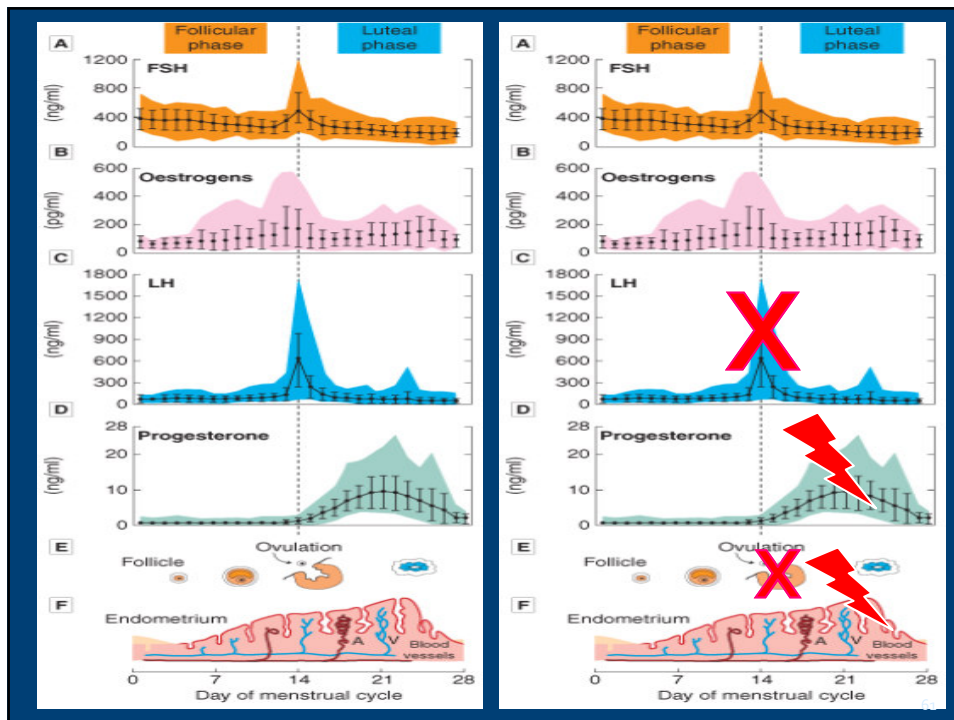 Follicular phase
Luteal phase
A
FSH
1200
800
400
0
(ng/ml)
B
Oestrogens
600
400
200
0
(pg/ml)
C
LH
1800
1500
1200
900
600
300
0
(ng/ml)
D
Progesterone
28
20
10
0
(ng/ml)
E
Ovulation
Follicle
F
Endometrium
A
V
Blood
vessels
0 7 14 21 28
Day of menstrual cycle
Follicular phase
Luteal phase
A
FSH
1200
800
400
0
(ng/ml)
B
Oestrogens
600
400
200
0
(pg/ml)
C
LH
1800
1500
1200
900
600
300
0
(ng/ml)
X
D
Progesterone
28
20
10
0
(ng/ml)
E
Ovulation
Follicle
X
F
Endometrium
A
V
Blood
vessels
0 7 14 21 28
Day of menstrual cycle
61